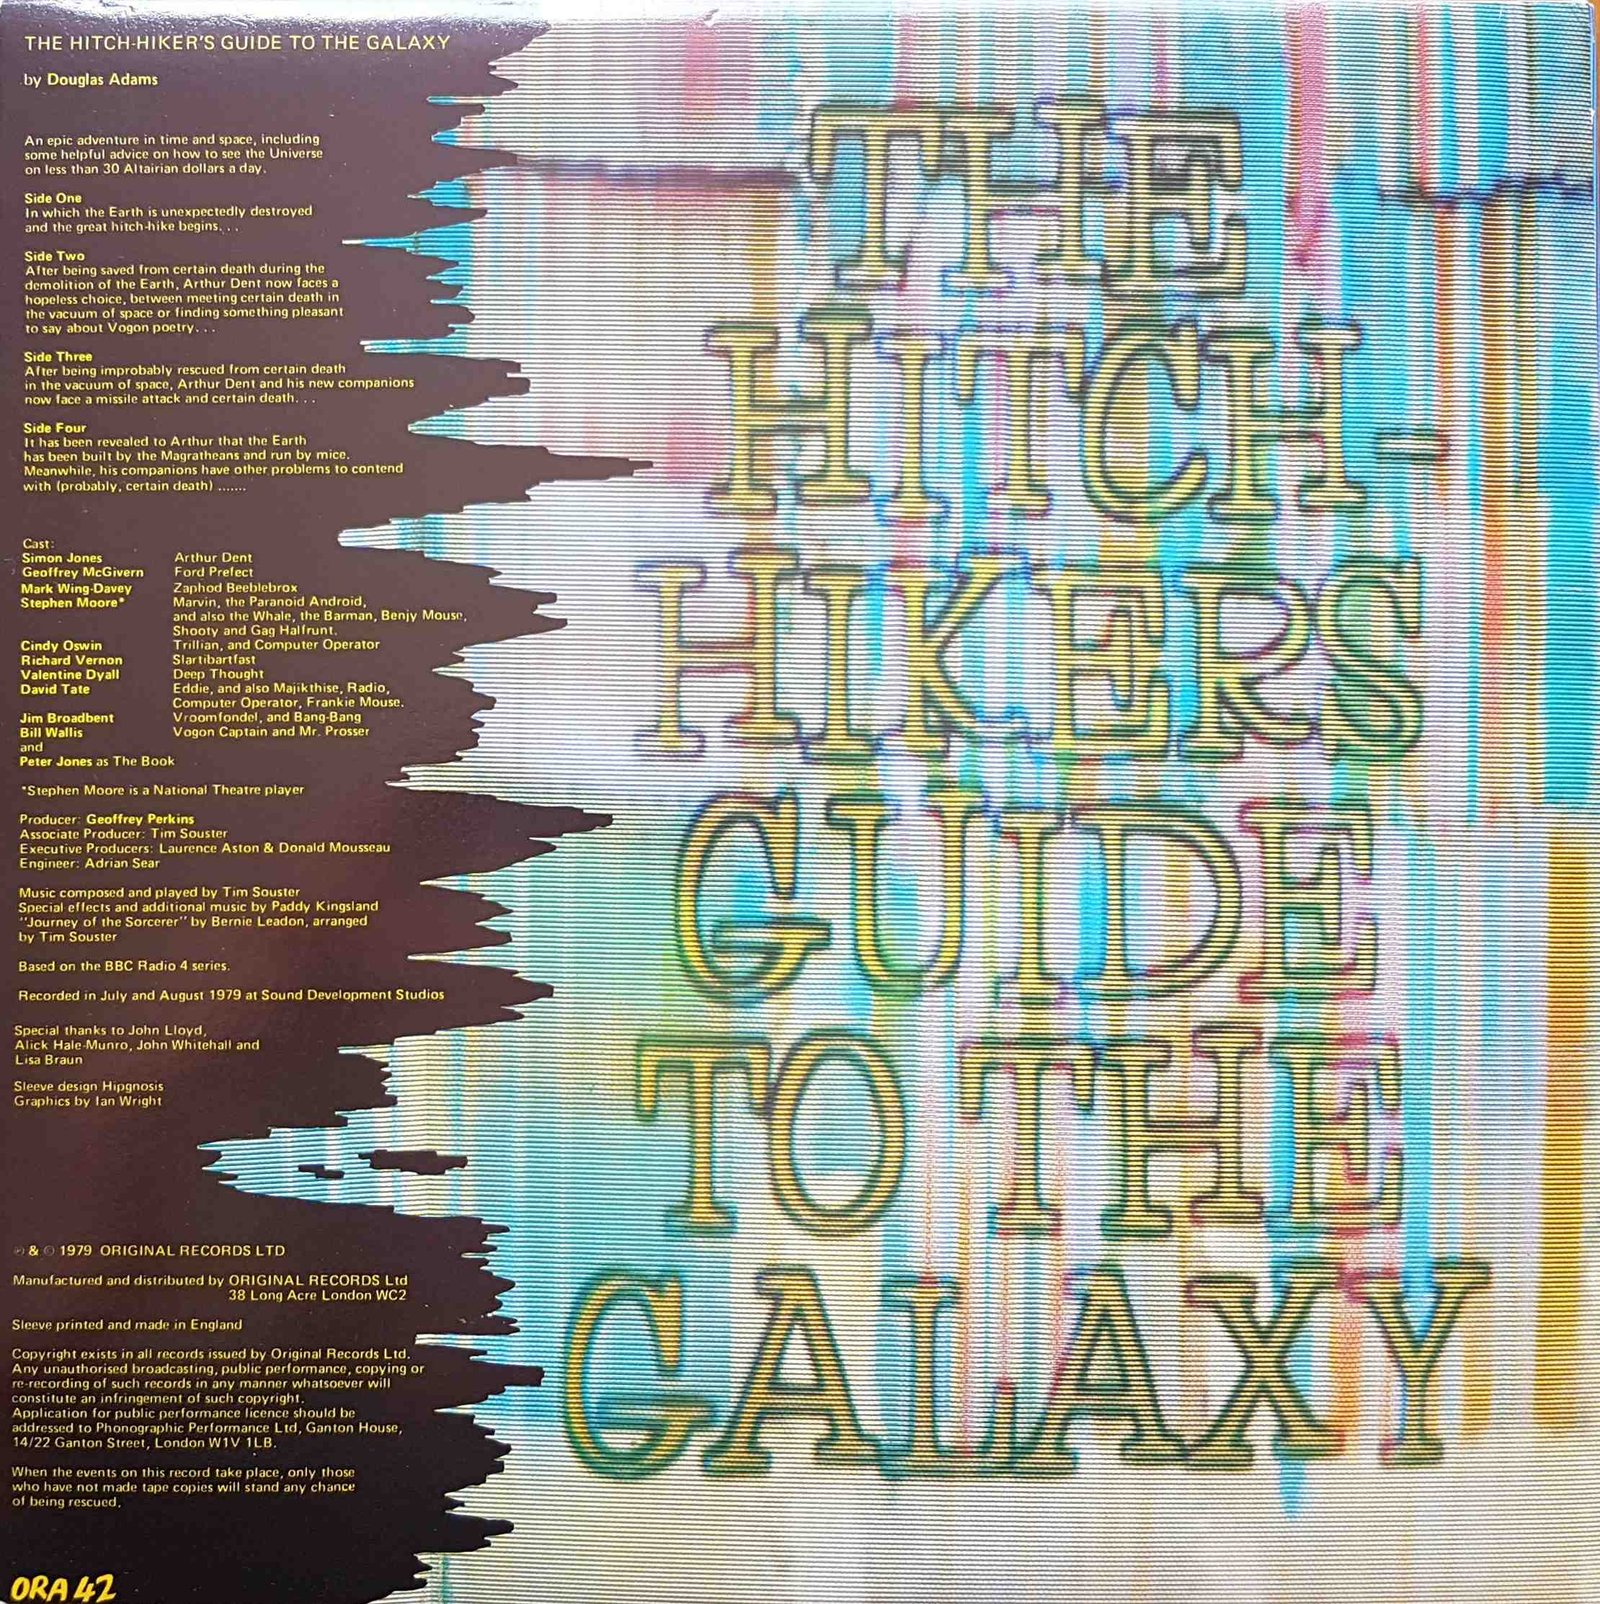 THE HITCH-HIKER'S GUIDE TO THE GALAXY
by Douglas Adams
An epic adventure in time and space, including
some helpful advice on how to see the Universe
on less than 30 Altairian dollars a day.
Side One
In which the Earth is unexpectedly destroyed
and the great hitch-hike begins. . .
Side Two
After being saved from certain death during the
demolition of the Earth, Arthur Dent now faces a
hopeless choice, between meeting certain death in
the vacuum of space or finding something pleasant
to say about Vogon poetry. . .
Side Three
After being improbably rescued from certain death
in the vacuum of space, Arthur Dent and his new companions
now face a missile attack and certain death. . .
Side Four
It has been revealed to Arthur that the Earth
has been built by the Magratheans and run by mice.
Meanwhile, his companions have other problems to contend
with (probably, certain death) .......
Cast:
Simon Jones Arthur Dent
Geoffrey McGivern Ford Prefect
Mark Wing-Davey Zaphod Beeblebrox
Stephen Moore* Marvin, the Paranoid Android,
and also the Whale, the Barman, Benjy Mouse,
Shooty and Gag Halfrunt.
Cindy Oswin Trillian, and Computer Operator
Richard Vernon Slartibartfast
Valentine Dyall Deep Thought
David Tate Eddie, and also Majikthise, Radio,
Computer Operator, Frankie Mouse.
Jim Broadbent Vroomfondel, and Bang-Bang
Bill Wallis Vogon Captain and Mr. Prosser
and
Peter Jones as The Book
*Stephen Moore is a National Theatre player
Producer: Geoffrey Perkins
Associate Producer: Tim Souster
Executive Producers: Laurence Aston & Donald Mousseau
Engineer: Adrian Sear
Music composed and played by Tim Souster
Special effects and additional music by Paddy Kingsland
"Journey of the Sorcerer" by Bernie Leadon, arranged
by Tim Souster
Based on the BBC Radio 4 series.
Recorded in July and August 1979 at Sound Development Studios
Special thanks to John Lloyd,
Alick Hale-Munro, John Whitehall and
Lisa Braun
Sleeve design Hipgnosis
Graphics by Ian Wright
℗ & © 1979 ORIGINAL RECORDS LTD
Manufactured and distributed by ORIGINAL RECORDS Ltd
38 Long Acre London WC2
Sleeve printed and made in England
Copyright exists in all records issued by Original Records Ltd.
Any unauthorised broadcasting, public performance, copying or
re-recording of such records in any manner whatsoever will
constitute an infringement of such copyright.
Application for public performance licence should be
addressed to Phonographic Performance Ltd, Ganton House,
14/22 Ganton Street, London W1V 1LB.
When the events on this record take place, only those
who have not made tape copies will stand any chance
of being rescued.
ORA 42
THE
HITCH-
HIKERS
GUIDE
TO THE
GALAXY